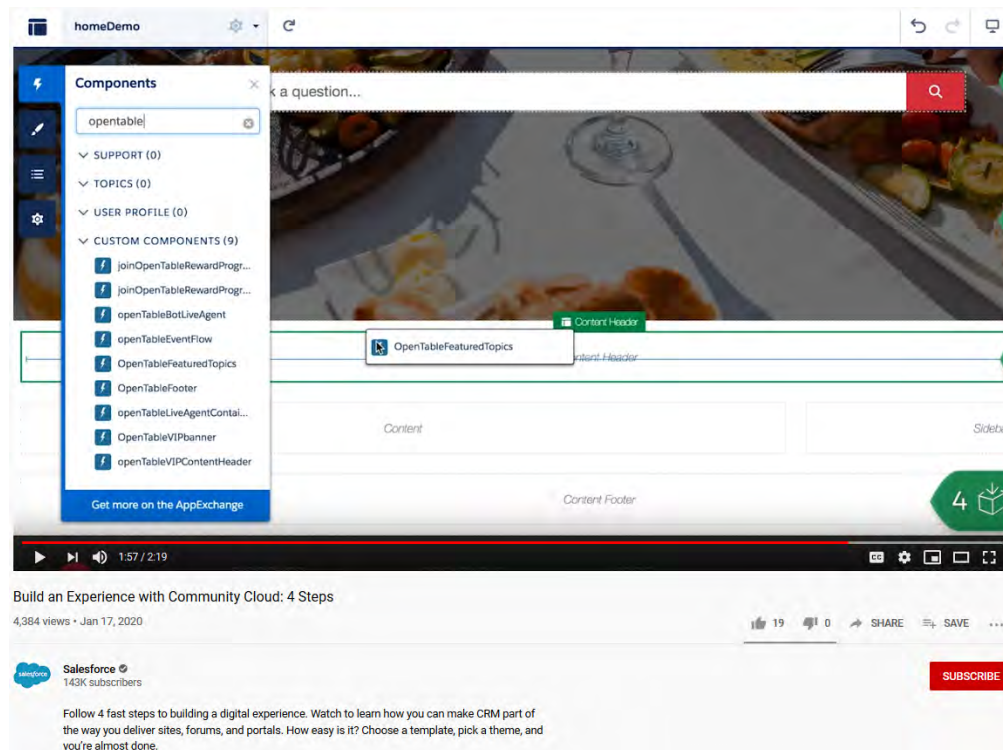 homeDemo
Components
k a question...
opentable
SUPPORT (0)
TOPICS (0)
USER PROFILE (0)
CUSTOM COMPONENTS (9)
joinOpenTableRewardProgr...
joinOpenTableRewardProgr...
openTableBotLiveAgent
openTableEventFlow
OpenTableFeaturedTopics
OpenTableFooter
openTableLiveAgentContai...
OpenTableVIPbanner
openTableVIPContentHeader
Get more on the AppExchange
Content Header
OpenTableFeaturedTopics
ntent Header
Content
Sideba
Content Footer
4
1:57 / 2:19
CC
Build an Experience with Community Cloud: 4 Steps
4,384 views • Jan 17, 2020
19 0 SHARE SAVE ...
salesforce
Salesforce
143K subscribers
SUBSCRIBE
Follow 4 fast steps to building a digital experience. Watch to learn how you can make CRM part of
the way you deliver sites, forums, and portals. How easy is it? Choose a template, pick a theme, and
you're almost done.